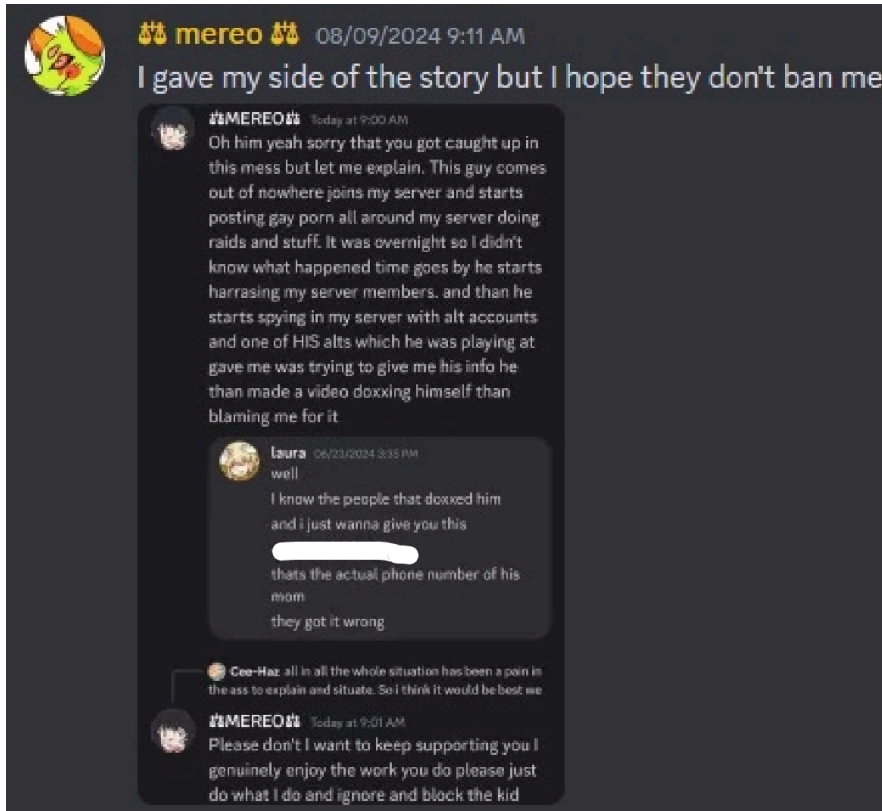 mereo 08/09/2024 9:11 AM
I gave my side of the story but I hope they don't ban me
MEREO Today at 9:00 AM
Oh him yeah sorry that you got caught up in
this mess but let me explain. This guy comes
out of nowhere joins my server and starts
posting gay porn all around my server doing
raids and stuff. It was overnight so I didn't
know what happened time goes by he starts
harrasing my server members. and than he
starts spying in my server with alt accounts
and one of HIS alts which he was playing at
gave me was trying to give me his info he
than made a video doxxing himself than
blaming me for it
laura 06/23/2024 3:35 PM
well
I know the people that doxxed him
and i just wanna give you this
thats the actual phone number of his
mom
they got it wrong
Cee-Haz all in all the whole situation has been a pain in
the ass to explain and situate. So i think it would be best we
MEREO Today at 9:01 AM
Please don't I want to keep supporting you I
genuinely enjoy the work you do please just
do what I do and ignore and block the kid